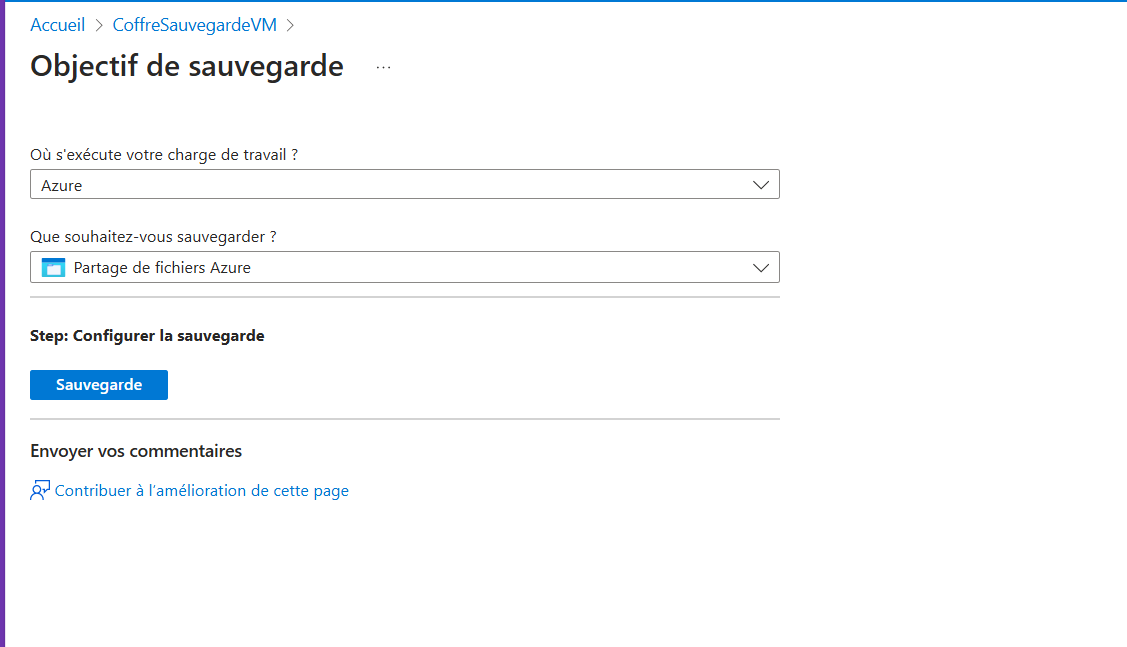 Accueil > CoffreSauvegardeVM >
Objectif de sauvegarde ...
Où s'exécute votre charge de travail ?
Azure
Que souhaitez-vous sauvegarder ?
Partage de fichiers Azure
Step: Configurer la sauvegarde
Sauvegarde
Envoyer vos commentaires
Contribuer à l’amélioration de cette page